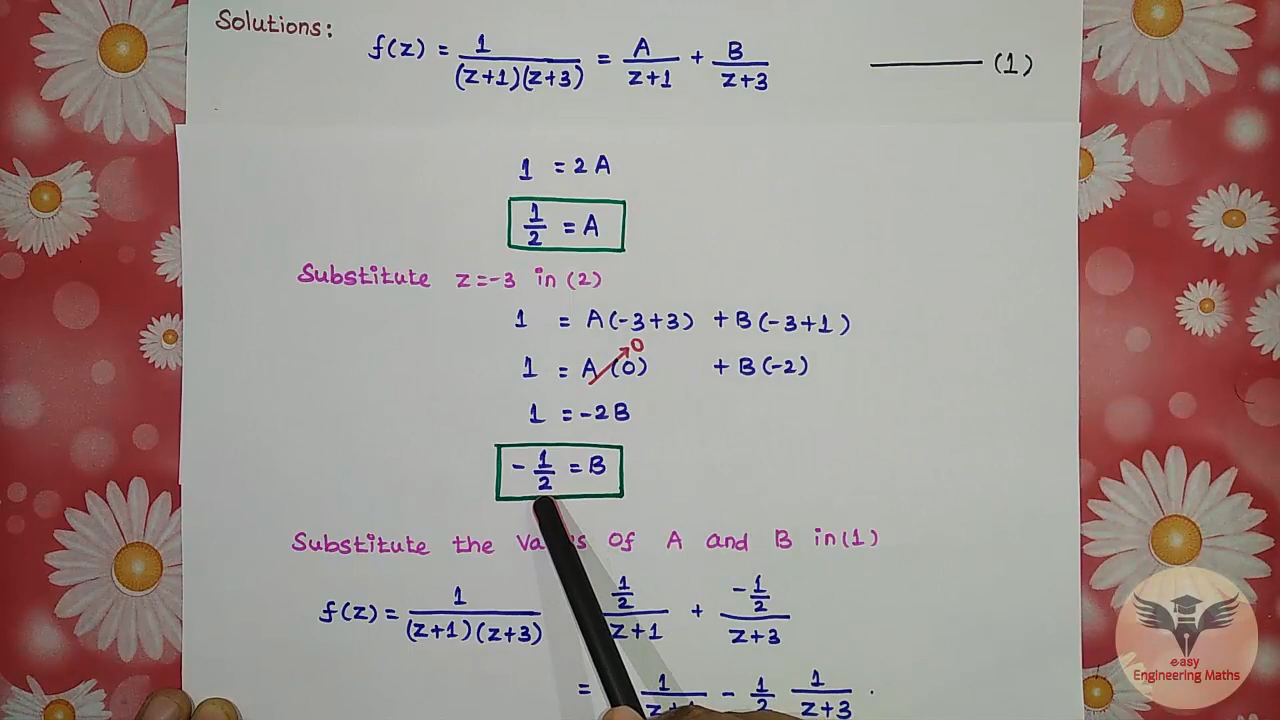 Solutions:
f(z) = 1/((z+1)(z+3)) = A/(z+1) + B/(z+3) ——— (1)
1 = 2A
1/2 = A
Substitute z=-3 in (2)
1 = A(-3+3) + B(-3+1)
1 = A(0) 0 + B(-2)
1 = -2B
-1/2 = B
Substitute the of A and B in (1)
f(z) = 1/((z+1)(z+3)) (1/2)/(z+1) + (-1/2)/(z+3)
= 1/ - 1/2 1/(z+3) .
easy
Engineering Maths